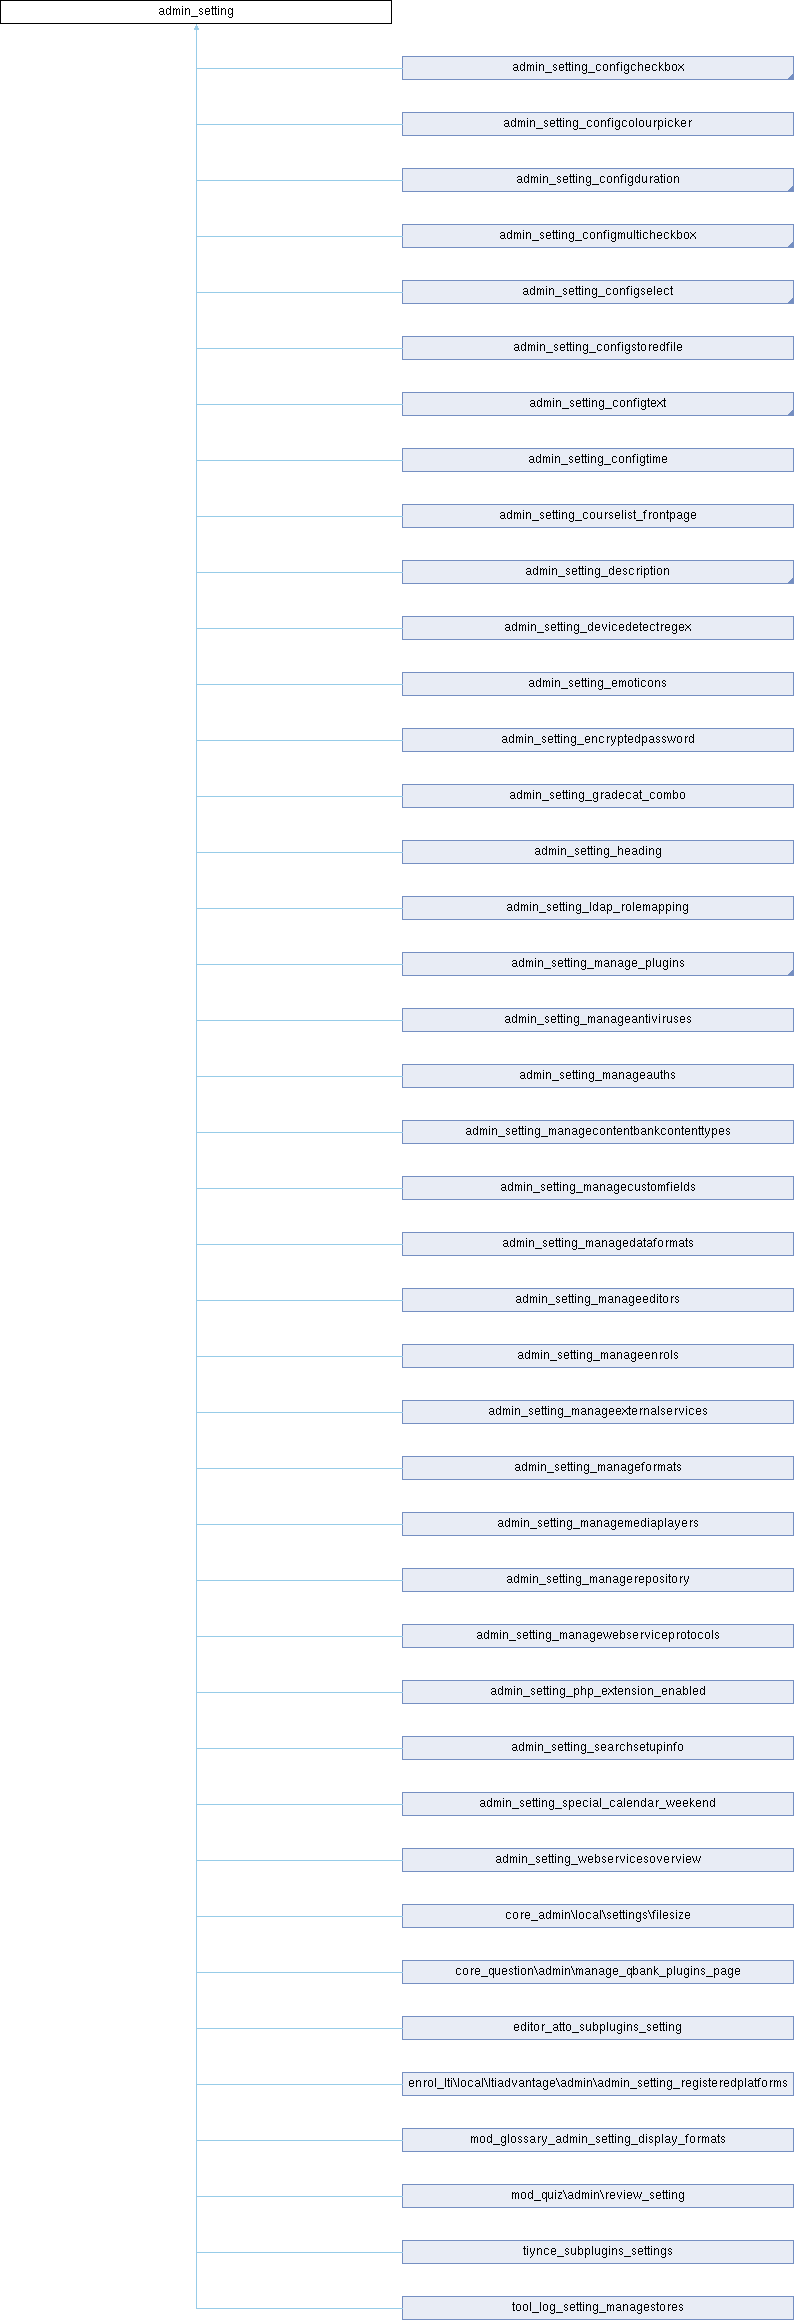 admin_setting
admin_setting_configcheckbox
admin_setting_configcolourpicker
admin_setting_configduration
admin_setting_configmulticheckbox
admin_setting_configselect
admin_setting_configstoredfile
admin_setting_configtext
admin_setting_configtime
admin_setting_courselist_frontpage
admin_setting_description
admin_setting_devicedetectregex
admin_setting_emoticons
admin_setting_encryptedpassword
admin_setting_gradecat_combo
admin_setting_heading
admin_setting_ldap_rolemapping
admin_setting_manage_plugins
admin_setting_manageantiviruses
admin_setting_manageauths
admin_setting_managecontentbankcontenttypes
admin_setting_managecustomfields
admin_setting_managedataformats
admin_setting_manageeditors
admin_setting_manageenrols
admin_setting_manageexternalservices
admin_setting_manageformats
admin_setting_managemediaplayers
admin_setting_managerepository
admin_setting_managewebserviceprotocols
admin_setting_php_extension_enabled
admin_setting_searchsetupinfo
admin_setting_special_calendar_weekend
admin_setting_webservicesoverview
core_admin\local\settings\filesize
core_question\admin\manage_qbank_plugins_page
editor_atto_subplugins_setting
enrol_lti\local\ltiadvantage\admin\admin_setting_registeredplatforms
mod_glossary_admin_setting_display_formats
mod_quiz\admin\review_setting
tiynce_subplugins_settings
tool_log_setting_managestores